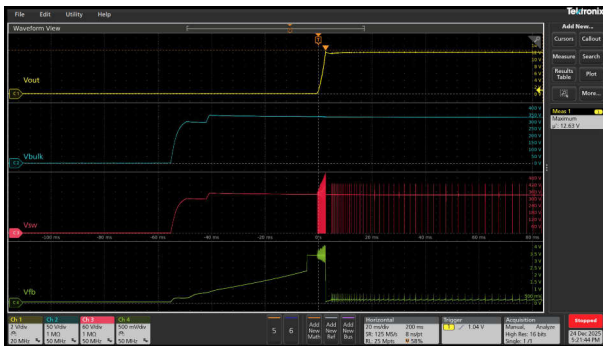 File Edit Utility Help
Tektronix
Waveform View
Add New...
Cursors Callout
Measure Search
Results Table Plot
More...
Meas 1
Maximum
µ': 12.63 V
Vout
Vbulk
Vsw
Vfb
-100 ms -80 ms -60 ms -40 ms -20 ms 0 s 20 ms 40 ms 60 ms 80 ms
Ch 1
2 V/div
20 MHz
Ch 2
50 V/div
1 MΩ
20 MHz
Ch 3
60 V/div
1 MΩ
50 MHz
Ch 4
500 mV/div
1 MΩ
20 MHz
5
6
Add New Math
Add New Ref
Add New Bus
Horizontal
20 ms/div 200 ms
SR: 125 MS/s 8 ns/pt
RL: 25 Mpts 58%
Trigger
1 1.04 V
Acquisition
Manual, Analyze
High Res: 16 bits
Single: 1 /1
Stopped
24 Dec 2025
5:21:44 PM